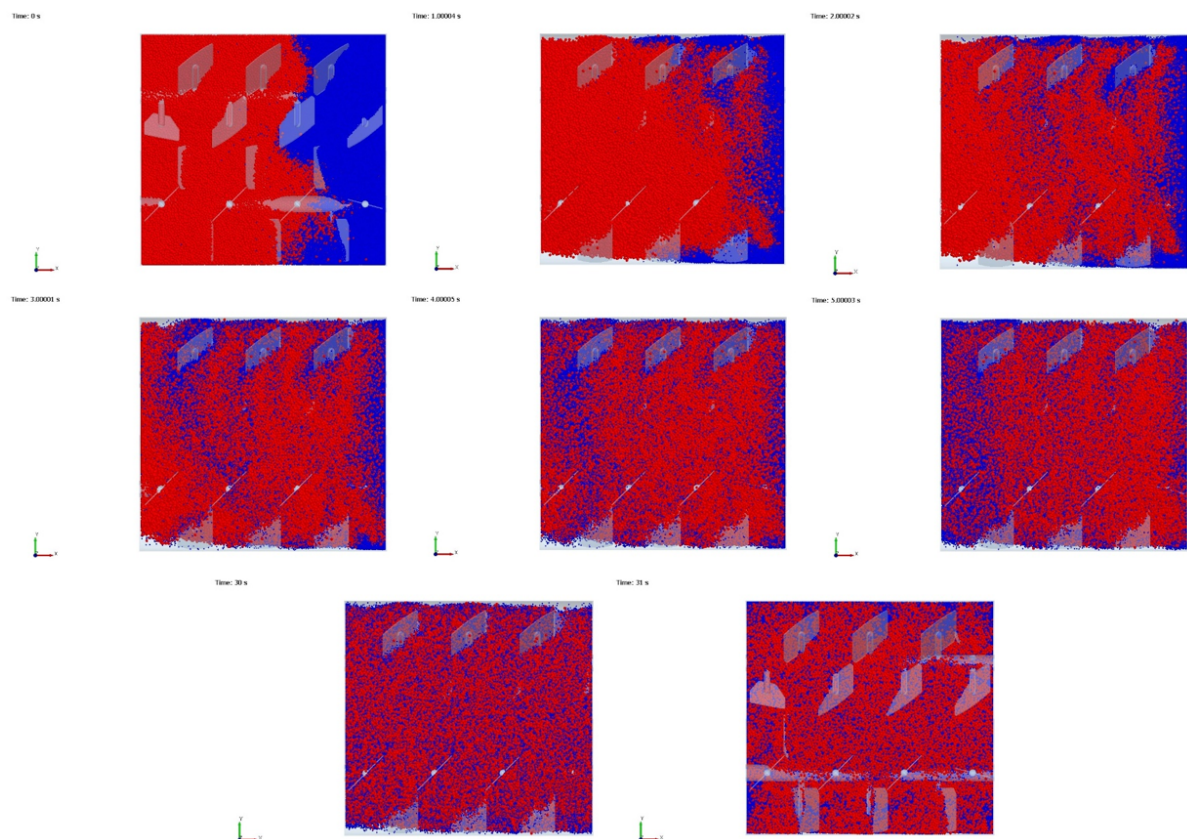 Time: 0 s
Time: 1.00004 s
Time: 2.00002 s
Time: 3.00001 s
Time: 4.00005 s
Time: 5.00003 s
Time: 30 s
Time: 31 s